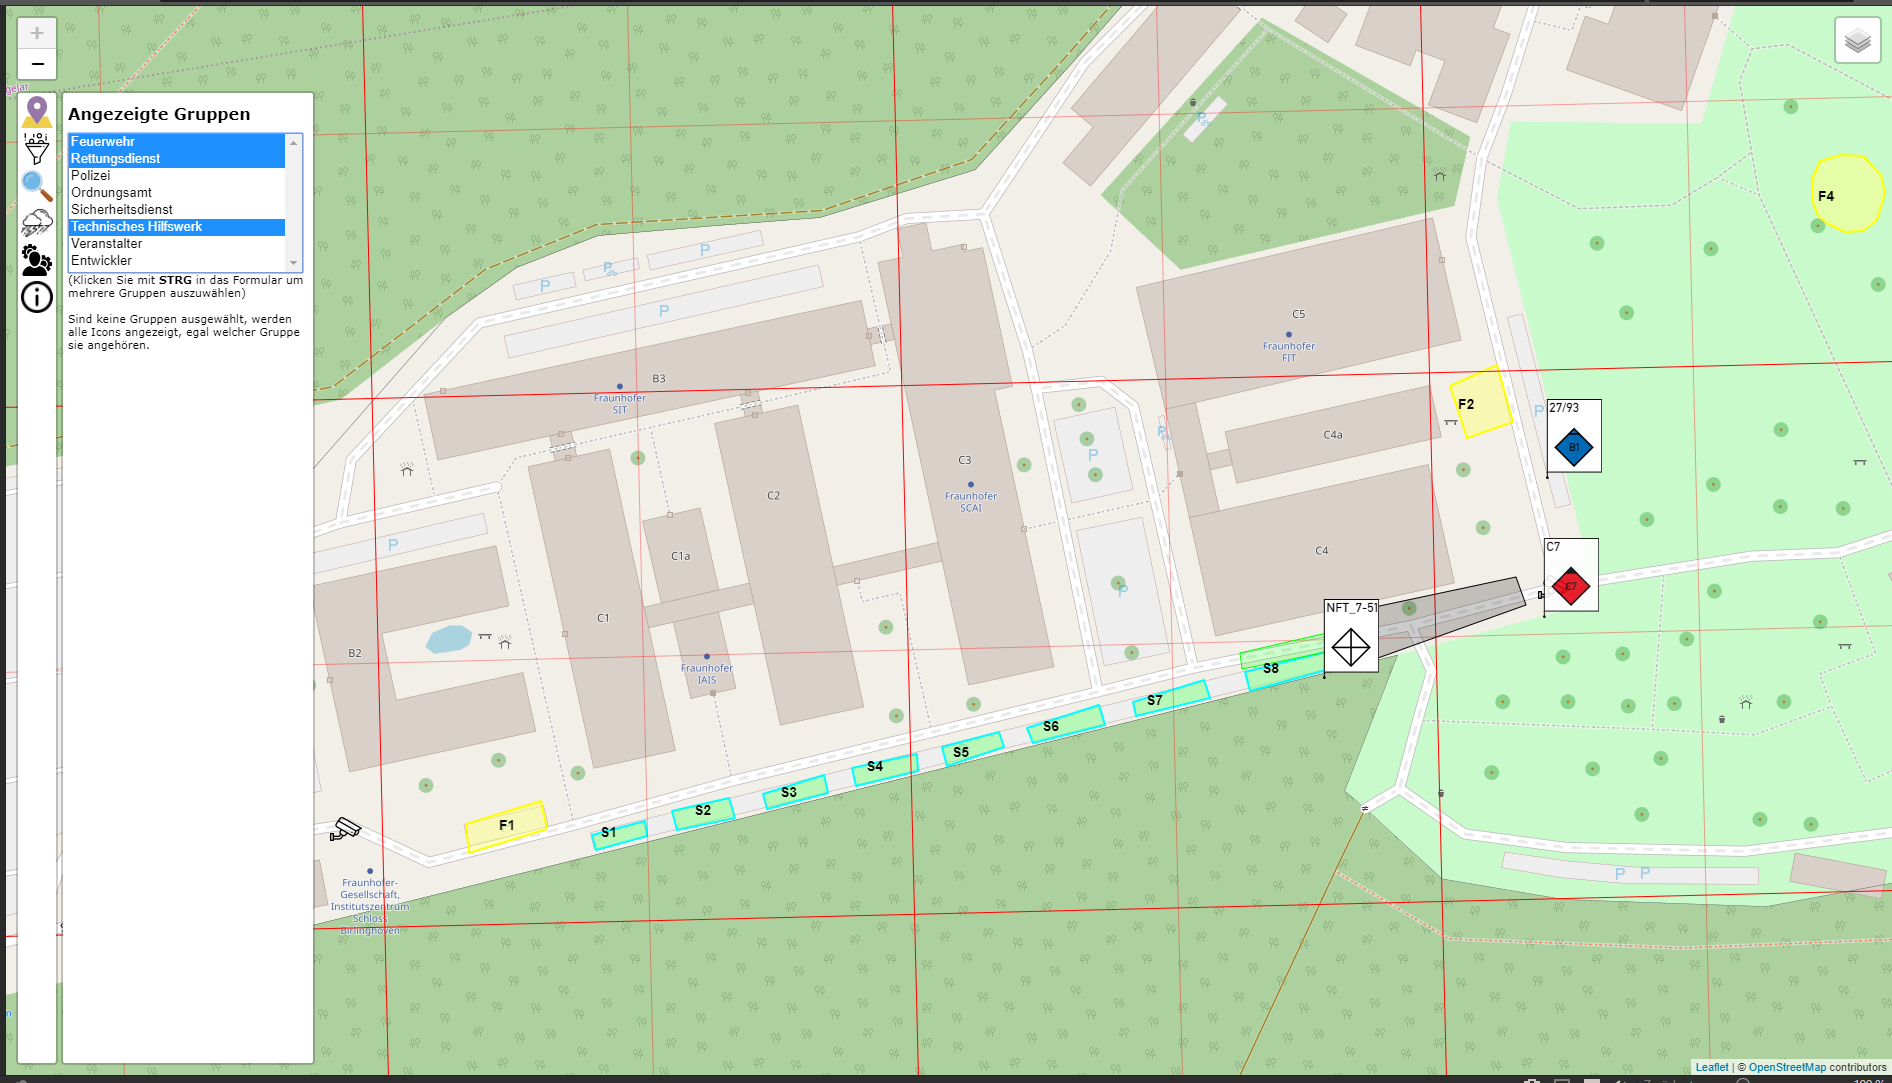 +
−
gelar
Angezeigte Gruppen
Feuerwehr
Rettungsdienst
Polizei
Ordnungsamt
Sicherheitsdienst
Technisches Hilfswerk
Veranstalter
Entwickler
(Klicken Sie mit STRG in das Formular um
mehrere Gruppen auszuwählen)
Sind keine Gruppen ausgewählt, werden
alle Icons angezeigt, egal welcher Gruppe
sie angehören.
P
P
P
P
P
F4
C5
Fraunhofer
FIT
B3
Fraunhofer
SIT
F2
P
27/93
B1
C4a
P
P
C3
Fraunhofer
SCAI
C2
C4
C7
C7
P
C1a
P
NFT_7-51
C1
B2
Fraunhofer
IAIS
S8
S7
S6
S5
S4
S3
S2
S1
F1
P P
Fraunhofer-
Gesellschaft,
Institutszentrum
Schloss
Birlinghoven
Leaflet | © OpenStreetMap contributors